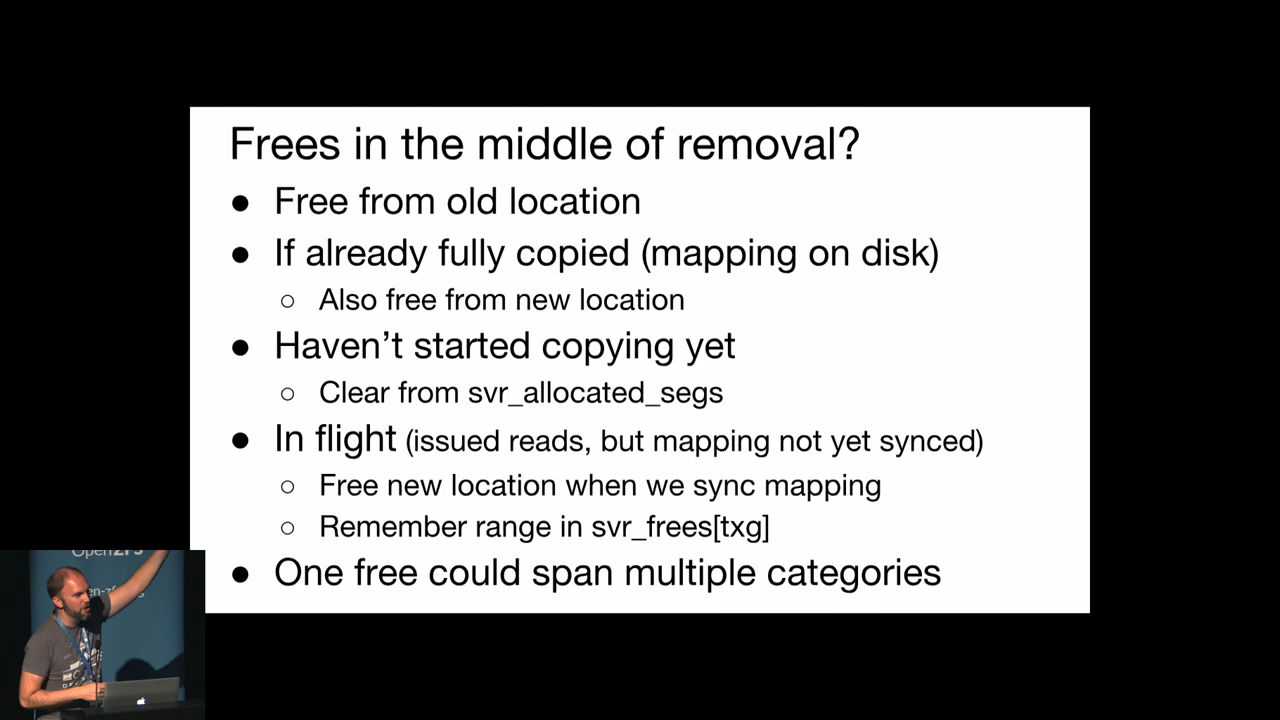 Frees in the middle of removal?
● Free from old location
● If already fully copied (mapping on disk)
○ Also free from new location
● Haven’t started copying yet
○ Clear from svr_allocated_segs
● In flight (issued reads, but mapping not yet synced)
○ Free new location when we sync mapping
○ Remember range in svr_frees[txg]
● One free could span multiple categories
OpenZFS